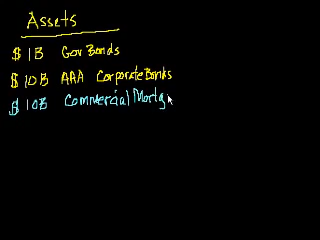 Assets
$ 1B Gov Bonds
$ 10B AAA Corporate Bonds
$ 10B Commercial Mortg